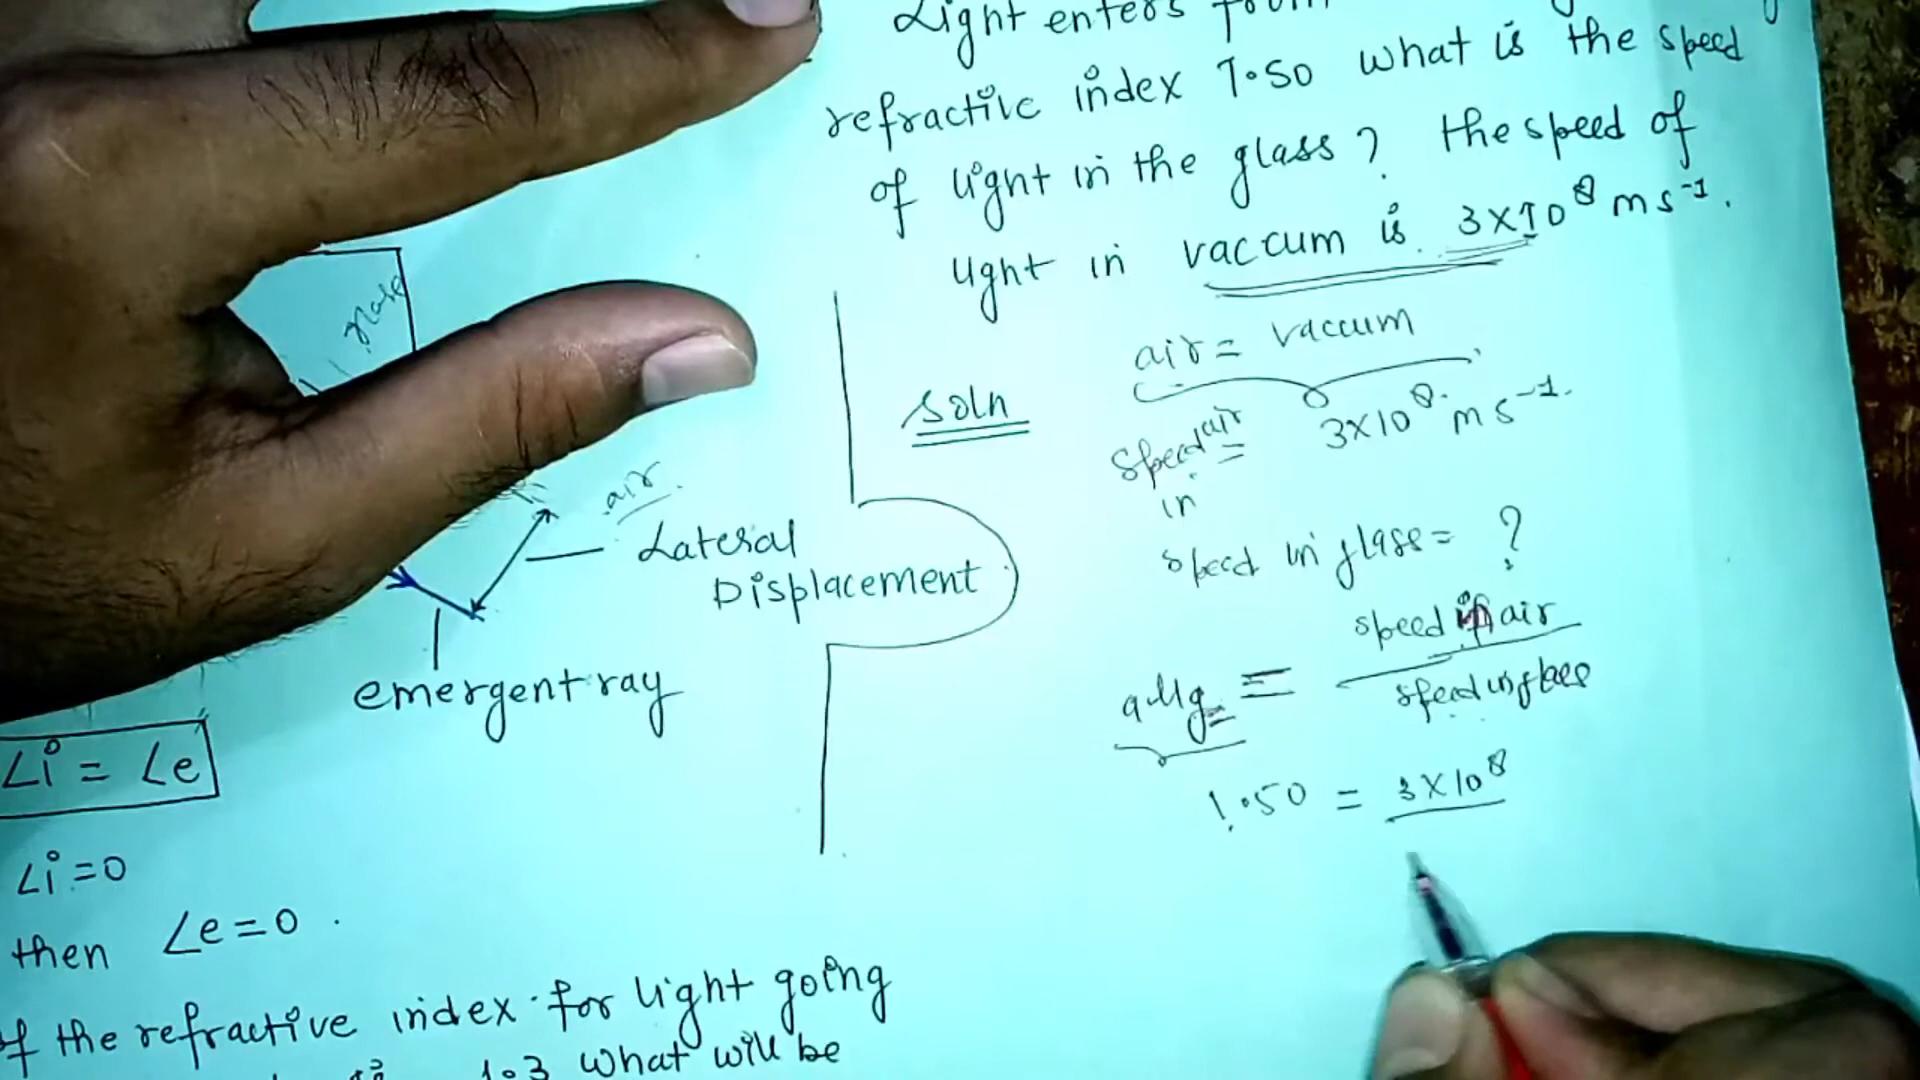 Light enters from
refractive index 1.50 what is the speed
of light in the glass? the speed of
light in vaccum is 3×10⁸ ms⁻¹.
air = vaccum
soln
speed in air = 3×10⁸ ms⁻¹.
speed in glass = ?
aμg = speed in air
speed in glass
1.50 = 3×10⁸
air
Lateral
Displacement
emergent ray
∠i = ∠e
∠i = 0
then ∠e = 0.
If the refractive index for light going
1.3 what will be